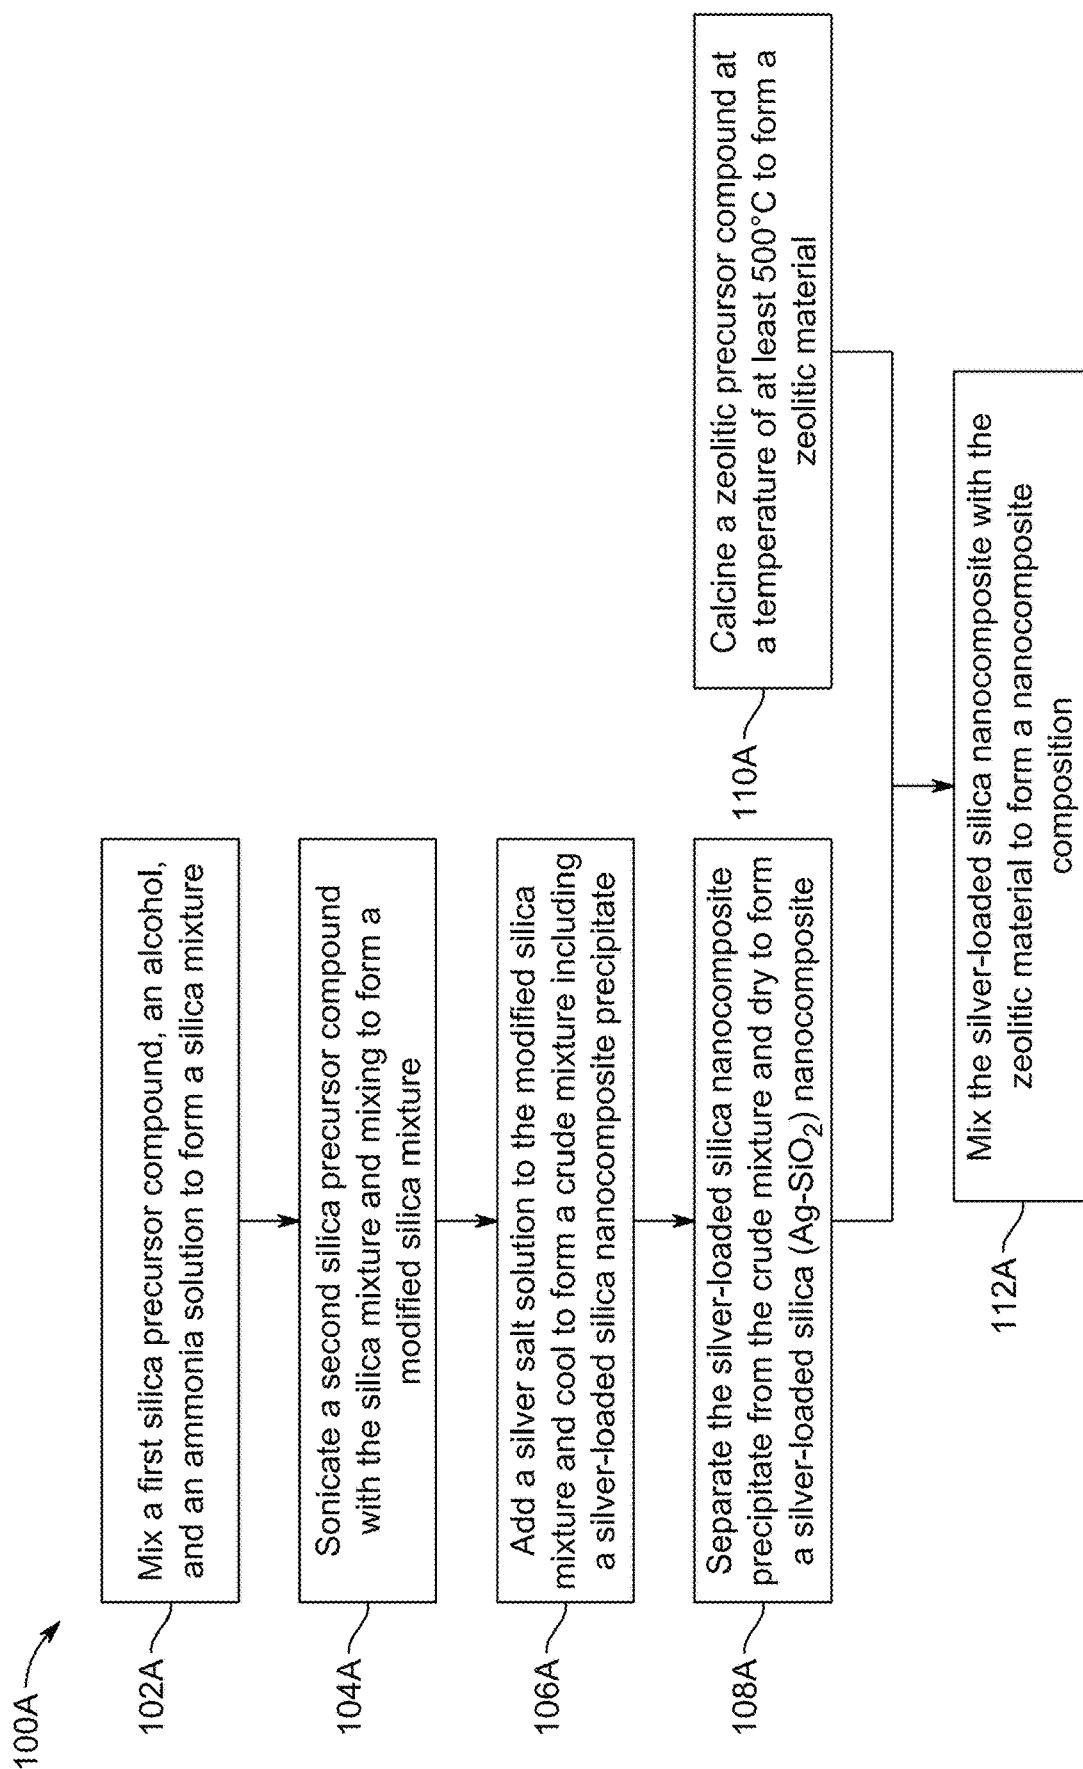 100A
102A
Mix a first silica precursor compound, an alcohol,
and an ammonia solution to form a silica mixture
104A
Sonicate a second silica precursor compound
with the silica mixture and mixing to form a
modified silica mixture
106A
Add a silver salt solution to the modified silica
mixture and cool to form a crude mixture including
a silver-loaded silica nanocomposite precipitate
108A
Separate the silver-loaded silica nanocomposite
precipitate from the crude mixture and dry to form
a silver-loaded silica (Ag-SiO₂) nanocomposite
110A
Calcine a zeolitic precursor compound at
a temperature of at least 500°C to form a
zeolitic material
112A
Mix the silver-loaded silica nanocomposite with the
zeolitic material to form a nanocomposite
composition